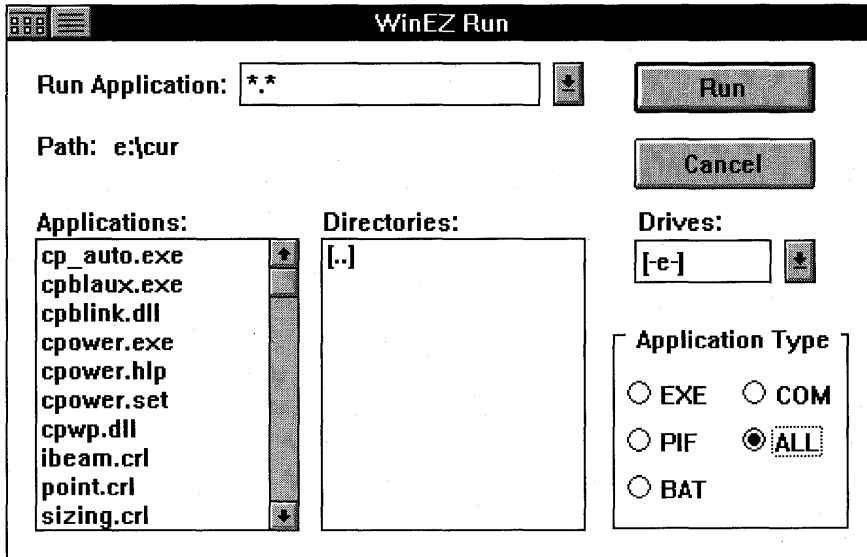 WinEZ Run
Run Application: *.*
Run
Path: e:\cur
Cancel
Applications:
cp_auto.exe
cpblaux.exe
cpblink.dll
cpower.exe
cpower.hlp
cpower.set
cpwp.dll
ibeam.crl
point.crl
sizing.crl
Directories:
[..]
Drives:
[-e-]
Application Type
EXE COM
PIF ALL
BAT